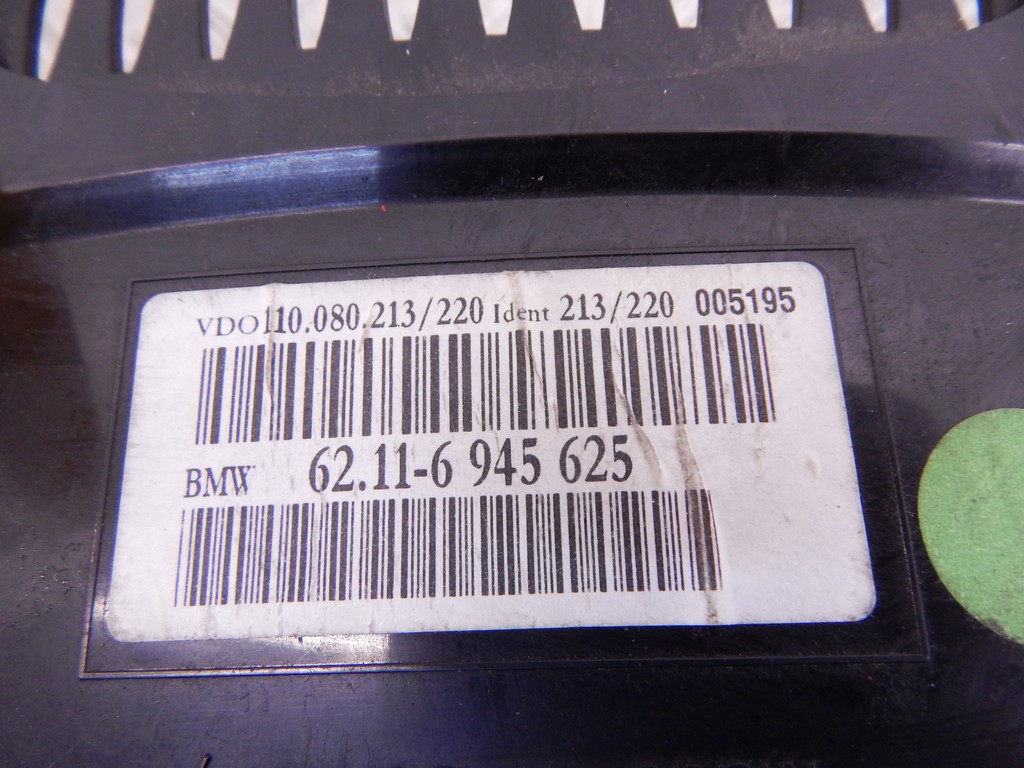 VDO110.080.213/220 Ident 213/220 005195
BMW 62.11-6 945 625